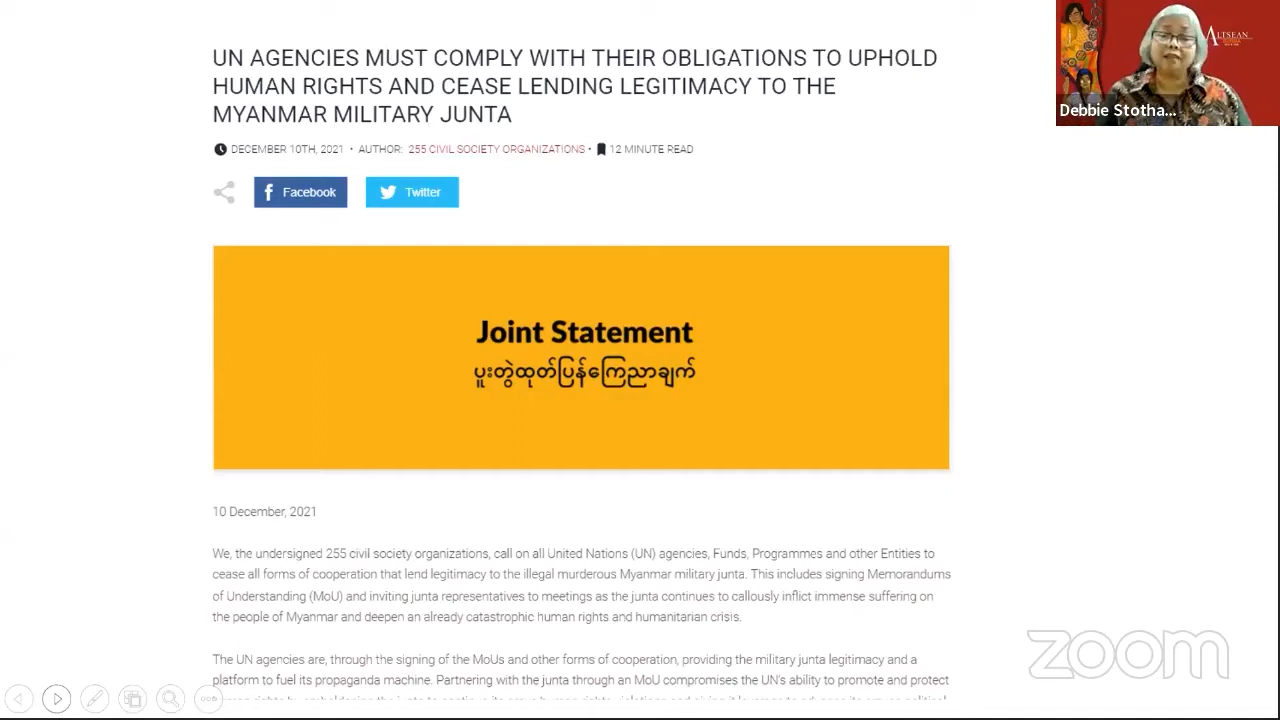 UN AGENCIES MUST COMPLY WITH THEIR OBLIGATIONS TO UPHOLD
HUMAN RIGHTS AND CEASE LENDING LEGITIMACY TO THE
MYANMAR MILITARY JUNTA
DECEMBER 10TH, 2021 • AUTHOR: 255 CIVIL SOCIETY ORGANIZATIONS • 12 MINUTE READ
Facebook
Twitter
Joint Statement
ပူးတွဲထုတ်ပြန်ကြေညာချက်
10 December, 2021
We, the undersigned 255 civil society organizations, call on all United Nations (UN) agencies, Funds, Programmes and other Entities to
cease all forms of cooperation that lend legitimacy to the illegal murderous Myanmar military junta. This includes signing Memorandums
of Understanding (MoU) and inviting junta representatives to meetings as the junta continues to callously inflict immense suffering on
the people of Myanmar and deepen an already catastrophic human rights and humanitarian crisis.
The UN agencies are, through the signing of the MoUs and other forms of cooperation, providing the military junta legitimacy and a
platform to fuel its propaganda machine. Partnering with the junta through an MoU compromises the UN's ability to promote and protect
ALTSEAN
Debbie Stotha...
zoom